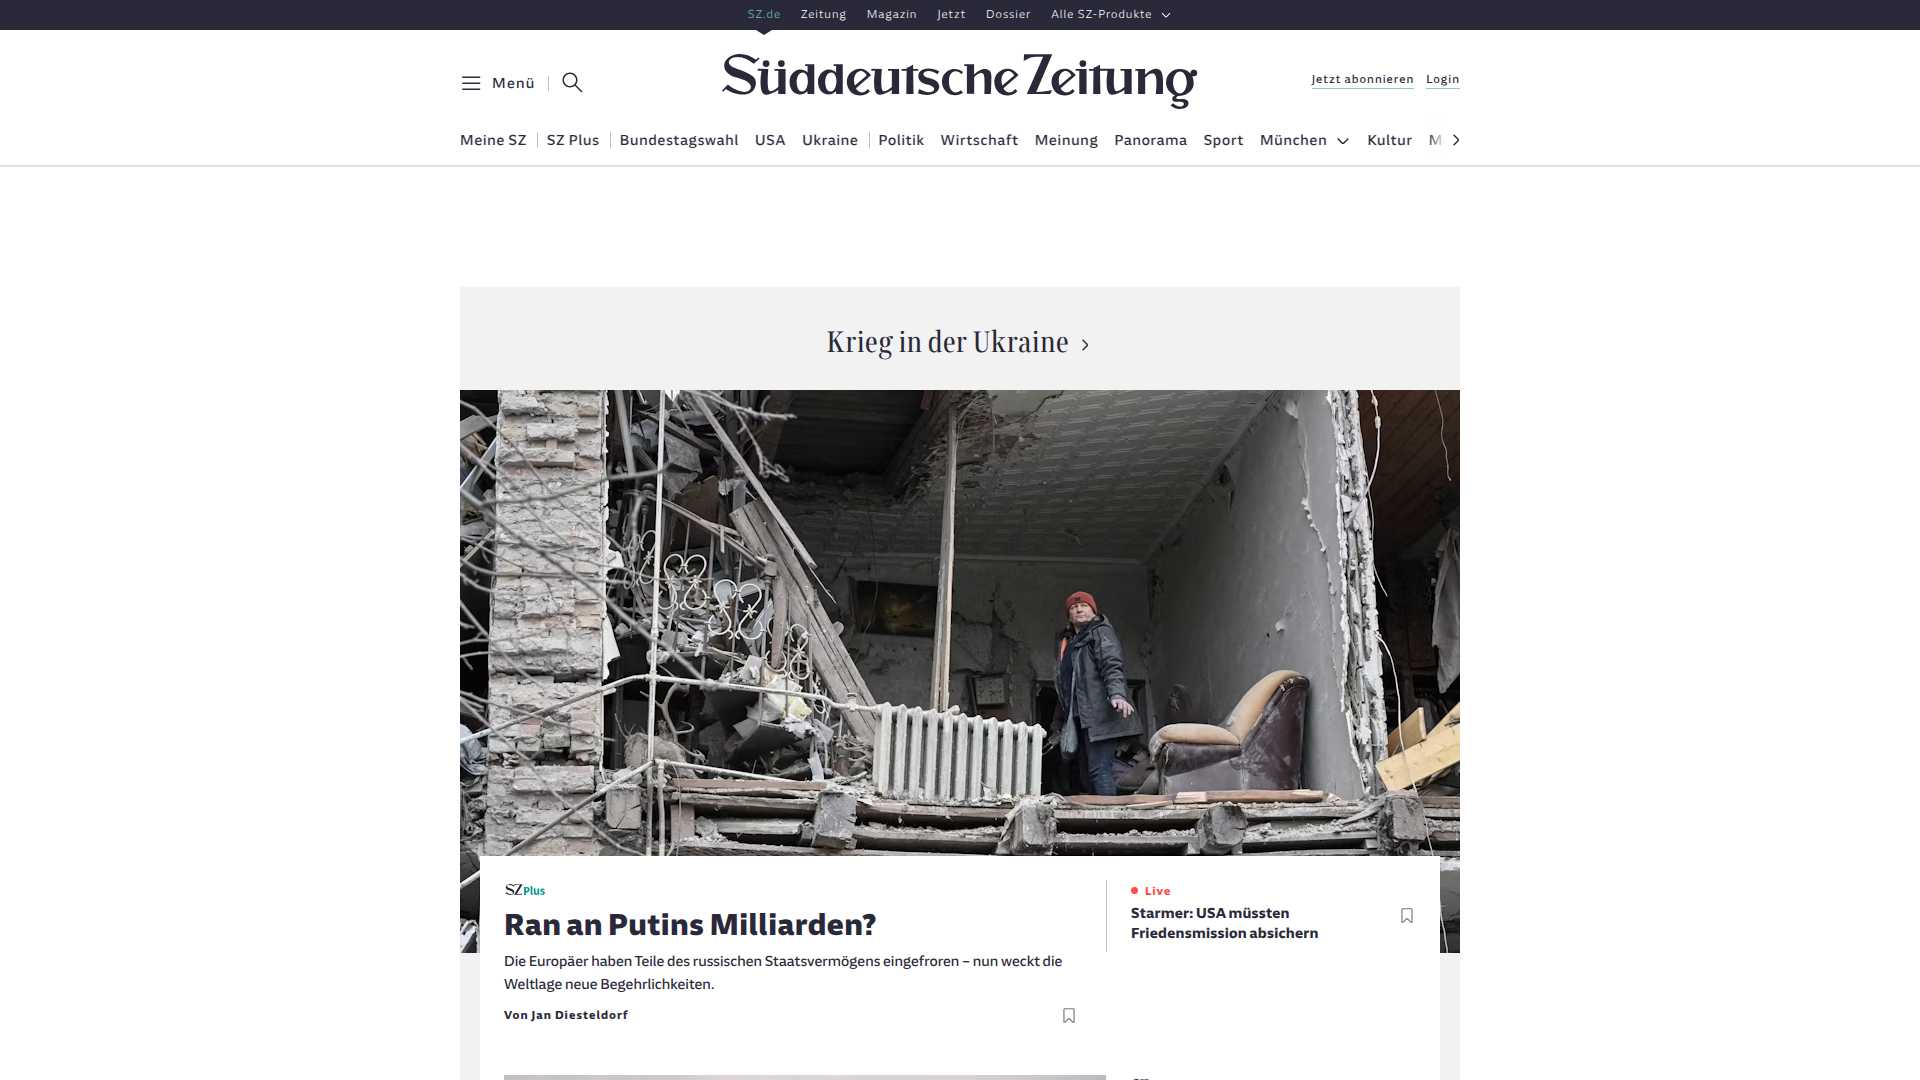 SZ.de Zeitung Magazin Jetzt Dossier Alle SZ-Produkte
Menü
Süddeutsche Zeitung
Jetzt abonnieren Login
Meine SZ SZ Plus Bundestagswahl USA Ukraine Politik Wirtschaft Meinung Panorama Sport München Kultur M
Krieg in der Ukraine
SZ Plus
Ran an Putins Milliarden?
Die Europäer haben Teile des russischen Staatsvermögens eingefroren – nun weckt die
Weltlage neue Begehrlichkeiten.
Von Jan Diesteldorf
Live
Starmer: USA müssten
Friedensmission absichern